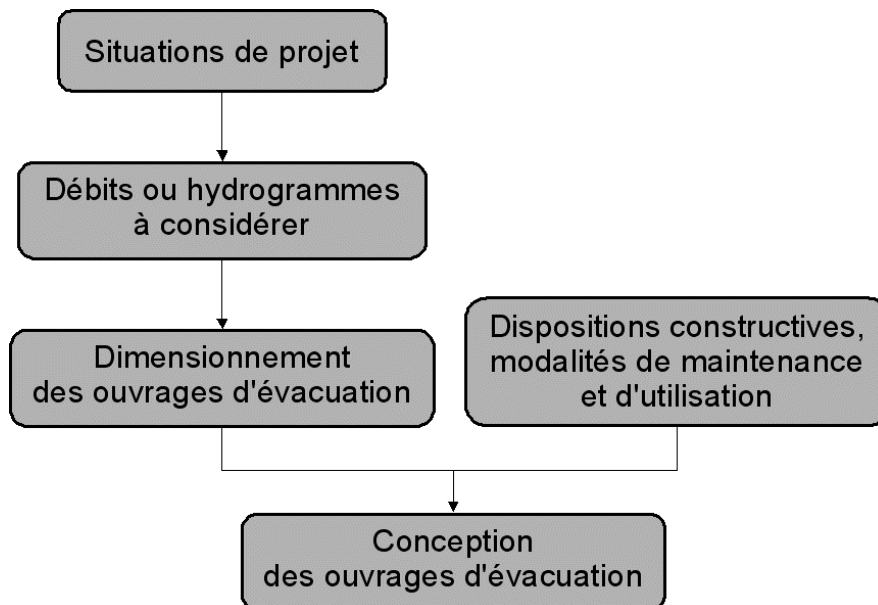 Situations de projet
Débits ou hydrogrammes
à considérer
Dimensionnement
des ouvrages d'évacuation
Dispositions constructives,
modalités de maintenance
et d'utilisation
Conception
des ouvrages d'évacuation